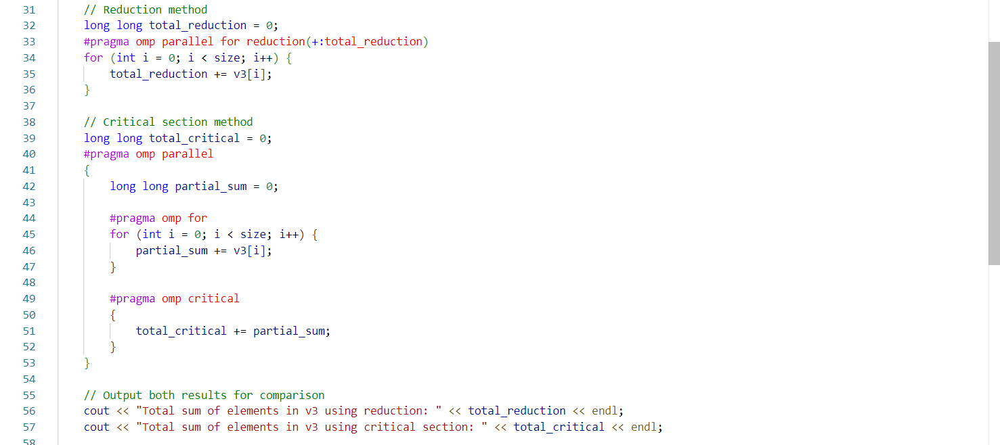 31 // Reduction method
32 long long total_reduction = 0;
33 #pragma omp parallel for reduction(+:total_reduction)
34 for (int i = 0; i < size; i++) {
35 total_reduction += v3[i];
36 }
37
38 // Critical section method
39 long long total_critical = 0;
40 #pragma omp parallel
41 {
42 long long partial_sum = 0;
43
44 #pragma omp for
45 for (int i = 0; i < size; i++) {
46 partial_sum += v3[i];
47 }
48
49 #pragma omp critical
50 {
51 total_critical += partial_sum;
52 }
53 }
54
55 // Output both results for comparison
56 cout << "Total sum of elements in v3 using reduction: " << total_reduction << endl;
57 cout << "Total sum of elements in v3 using critical section: " << total_critical << endl;
58